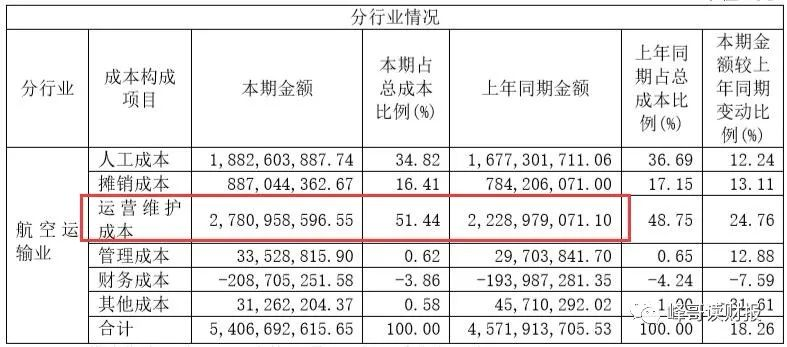 分行业情况
分行业
成本构成
项目
本期金额
本期占
总成本
比例(%)
上年同期金额
上年同
期占总
成本比
例(%)
本期金
额较上
年同期
变动比
例(%)
航空运
输业
人工成本 1,882,603,887.74 34.82 1,677,301,711.06 36.69 12.24
摊销成本 887,044,362.67 16.41 784,206,071.00 17.15 13.11
运营维护
成本 2,780,958,596.55 51.44 2,228,979,071.10 48.75 24.76
管理成本 33,528,815.90 0.62 29,703,841.70 0.65 12.88
财务成本 -208,705,251.58 -3.86 -193,987,281.35 -4.24 -7.59
其他成本 31,262,204.37 0.58 45,710,292.02
合计 5,406,692,615.65 100.00 4,571,913,705.53 100.00 18.26
峰哥读财报